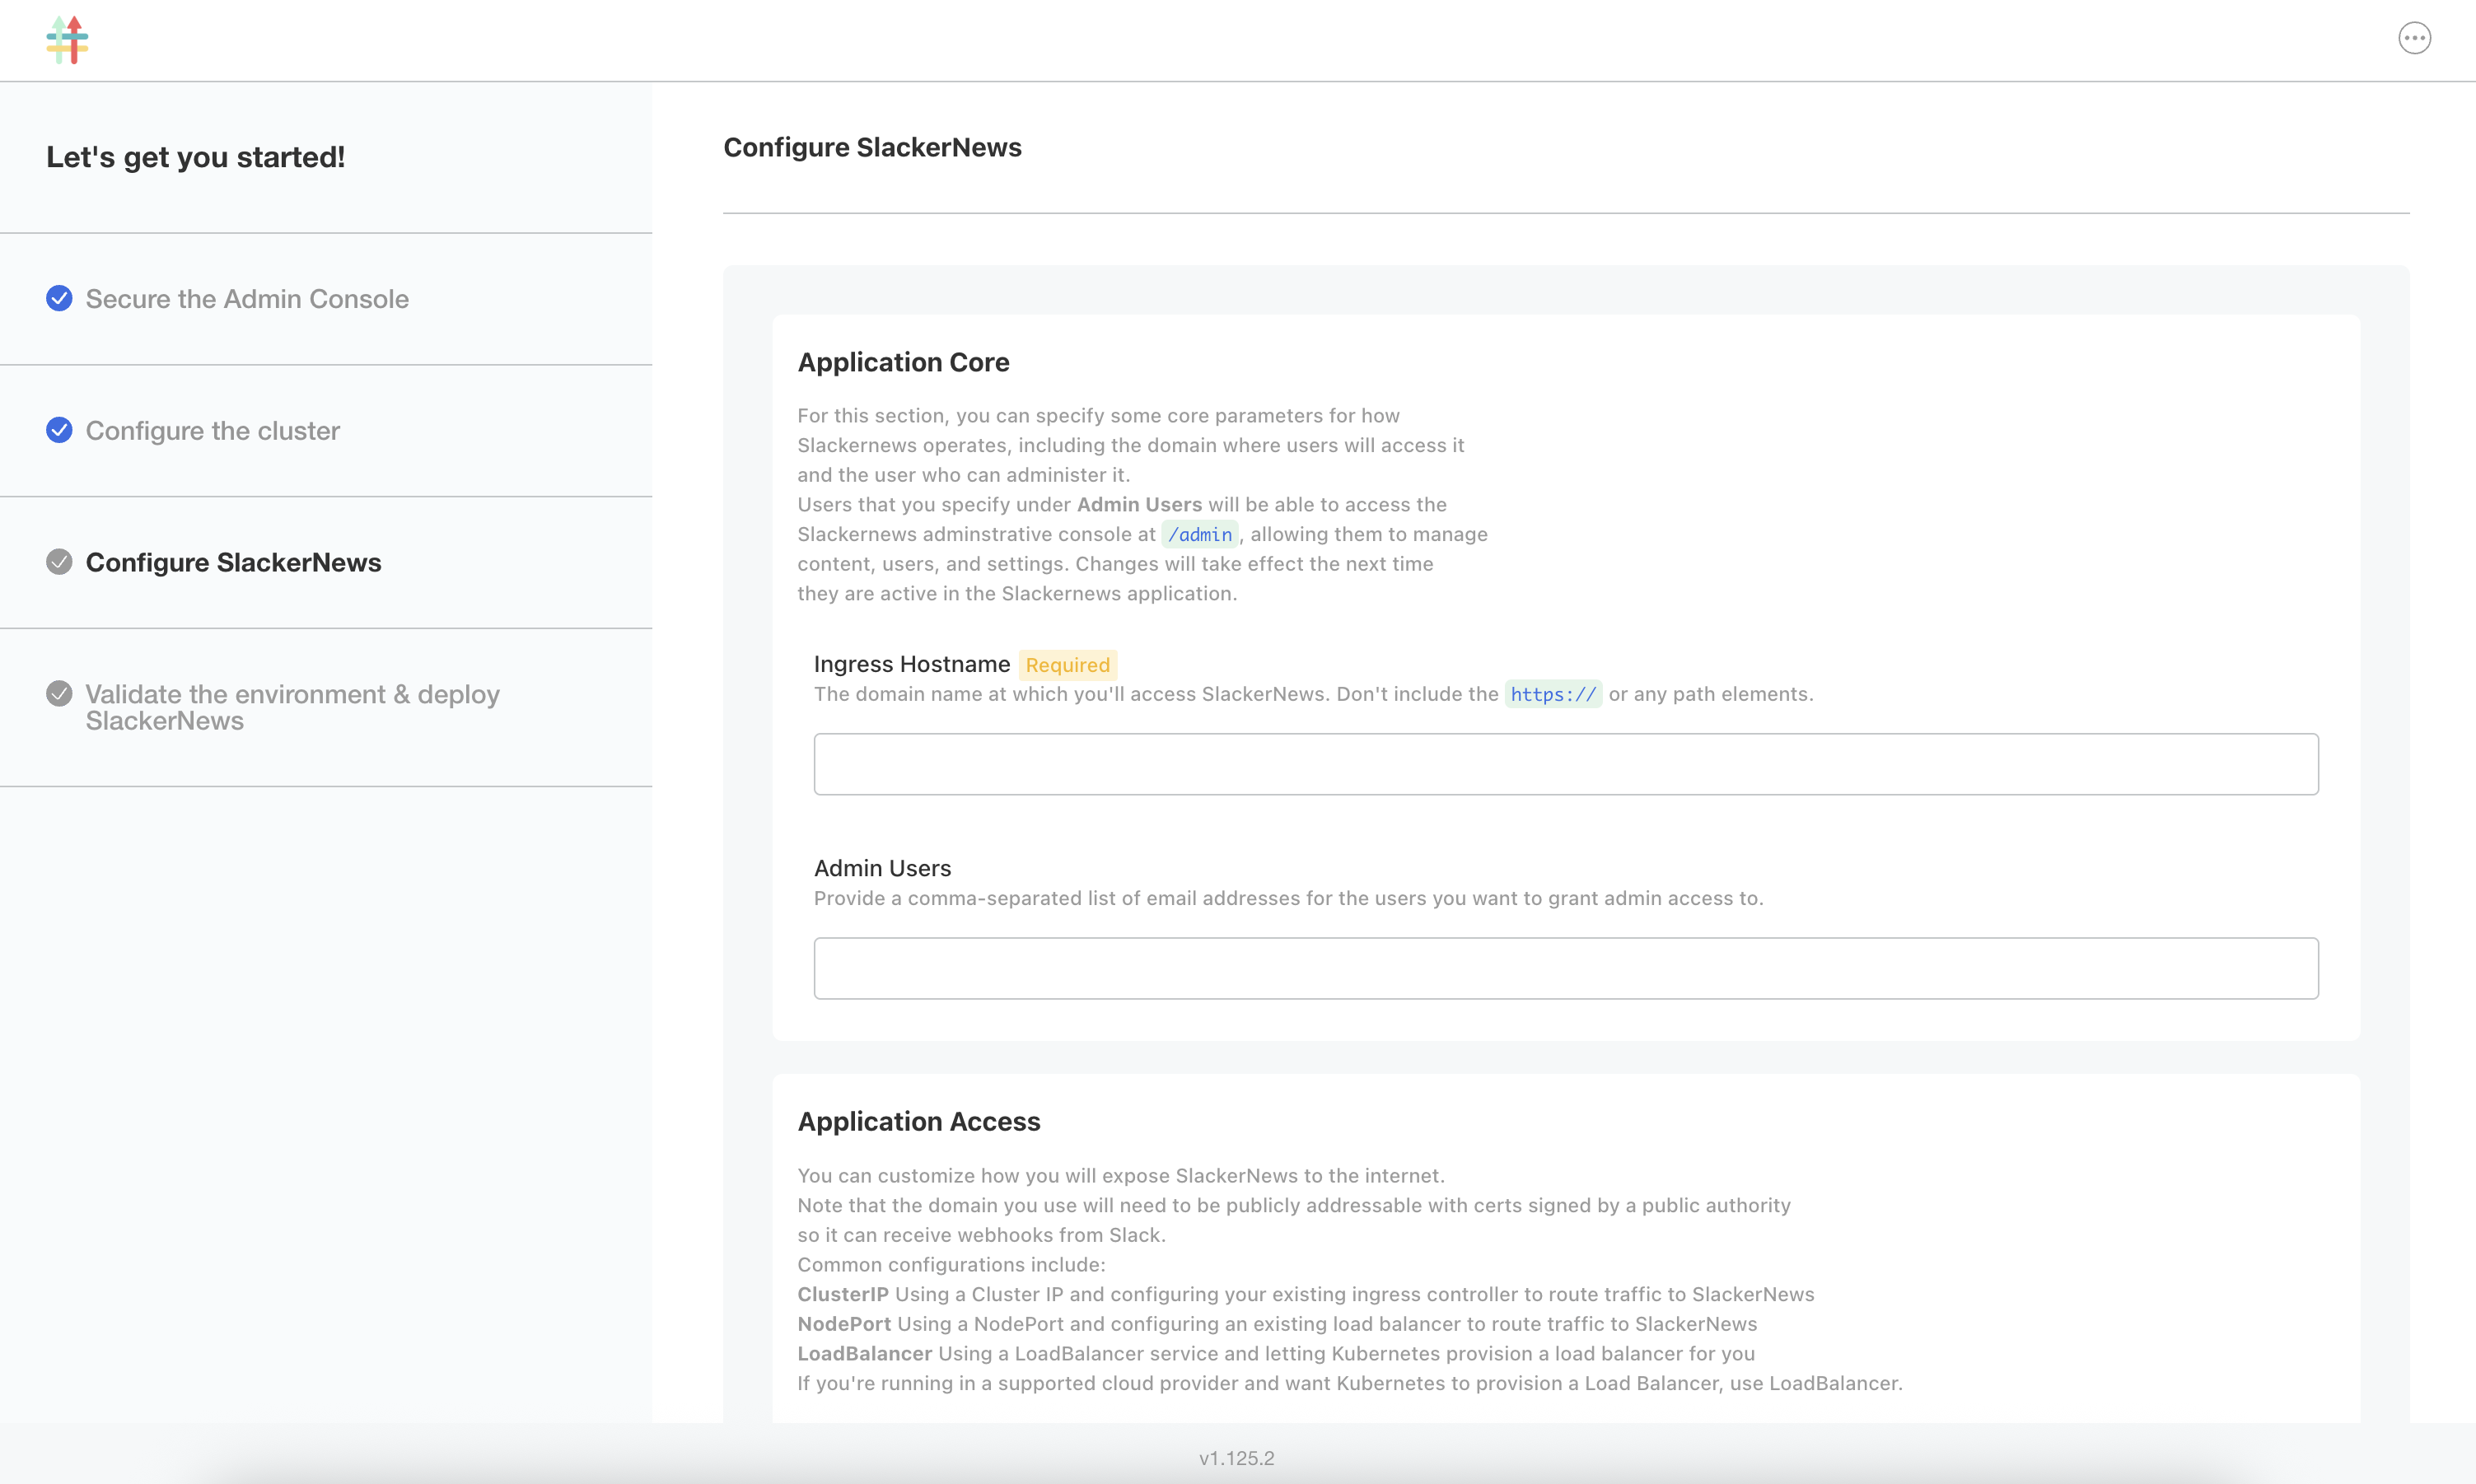 Let's get you started!
Secure the Admin Console
Configure the cluster
Configure SlackerNews
Validate the environment & deploy
SlackerNews
Configure SlackerNews
Application Core
For this section, you can specify some core parameters for how
Slackernews operates, including the domain where users will access it
and the user who can administer it.
Users that you specify under Admin Users will be able to access the
Slackernews adminstrative console at /admin, allowing them to manage
content, users, and settings. Changes will take effect the next time
they are active in the Slackernews application.
Ingress Hostname Required
The domain name at which you'll access SlackerNews. Don't include the https:// or any path elements.
Admin Users
Provide a comma-separated list of email addresses for the users you want to grant admin access to.
Application Access
You can customize how you will expose SlackerNews to the internet.
Note that the domain you use will need to be publicly addressable with certs signed by a public authority
so it can receive webhooks from Slack.
Common configurations include:
ClusterIP Using a Cluster IP and configuring your existing ingress controller to route traffic to SlackerNews
NodePort Using a NodePort and configuring an existing load balancer to route traffic to SlackerNews
LoadBalancer Using a LoadBalancer service and letting Kubernetes provision a load balancer for you
If you're running in a supported cloud provider and want Kubernetes to provision a Load Balancer, use LoadBalancer.
v1.125.2